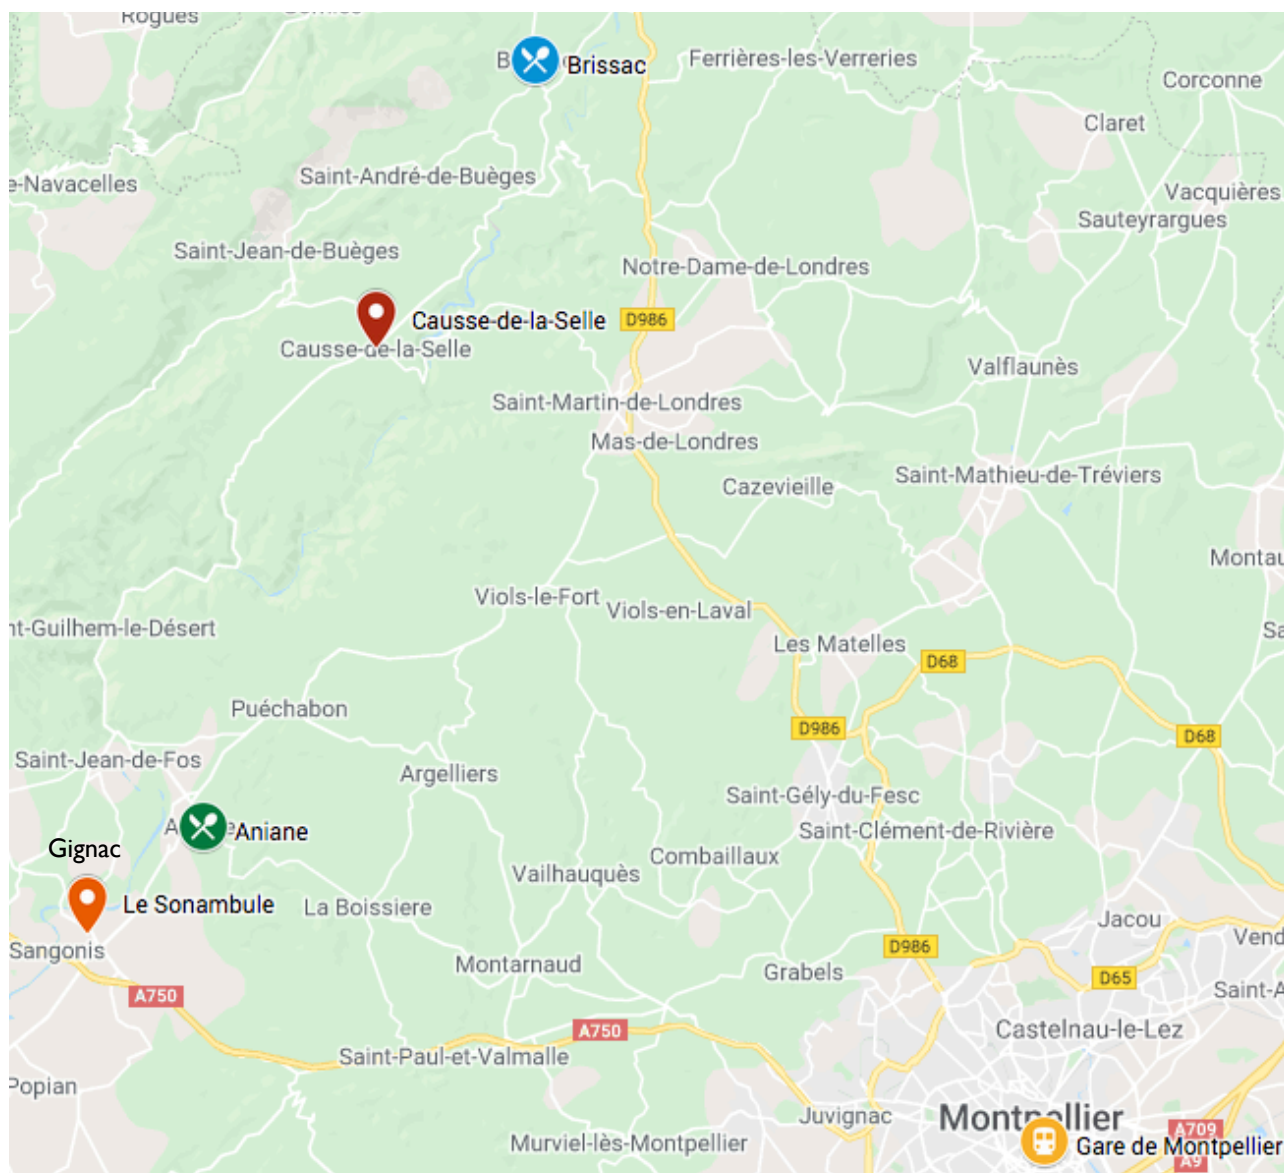 Rogues
Brissac
Ferrières-les-Verreries
Corconne
Claret
Saint-André-de-Buèges
e-Navacelles
Vacquières
Sauteyrargues
Saint-Jean-de-Buèges
Notre-Dame-de-Londres
Causse-de-la-Selle
D986
Causse-de-la-Selle
Valflaunès
Saint-Martin-de-Londres
Mas-de-Londres
Saint-Mathieu-de-Tréviers
Cazevieille
Montau
Viols-le-Fort
Viols-en-Laval
nt-Guilhem-le-Désert
Sa
Les Matelles
D68
Puéchabon
D986
D68
Saint-Jean-de-Fos
Argelliers
Saint-Gély-du-Fesc
Aniane
Saint-Clément-de-Rivière
Gignac
Combaillaux
Vailhauquès
Le Sonambule
La Boissiere
Jacou
Vend
Sangonis
D986
Montarnaud
Grabels
D65
Saint-A
A750
A750
Castelnau-le-Lez
Saint-Paul-et-Valmalle
Popian
Juvignac
Montpellier
A709
Murviel-lès-Montpellier
Gare de Montpellier
A9